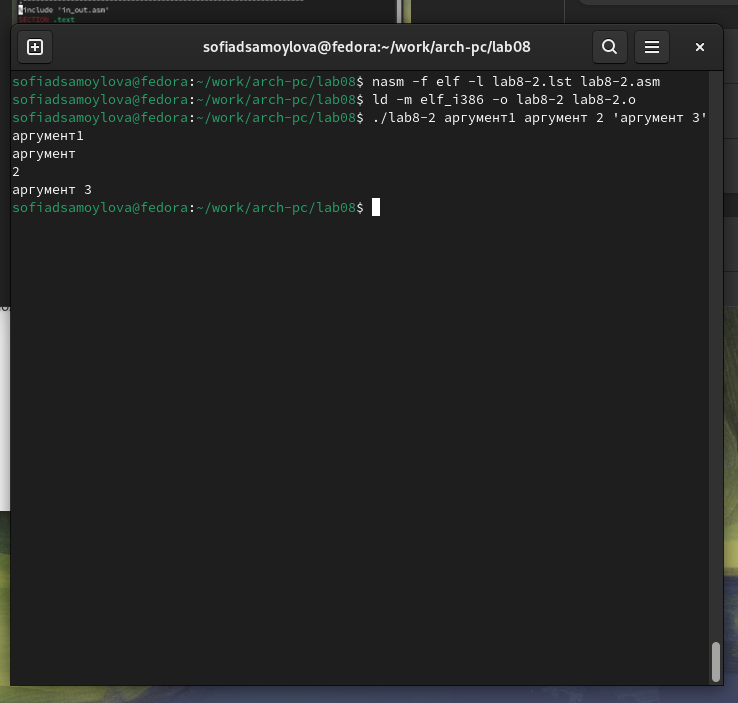 %include 'in_out.asm'
SECTION .text
sofiadsamoylova@fedora:~/work/arch-pc/lab08
sofiadsamoylova@fedora:~/work/arch-pc/lab08$ nasm -f elf -l lab8-2.lst lab8-2.asm
sofiadsamoylova@fedora:~/work/arch-pc/lab08$ ld -m elf_i386 -o lab8-2 lab8-2.o
sofiadsamoylova@fedora:~/work/arch-pc/lab08$ ./lab8-2 аргумент1 аргумент 2 'аргумент 3'
аргумент1
аргумент
2
аргумент 3
sofiadsamoylova@fedora:~/work/arch-pc/lab08$